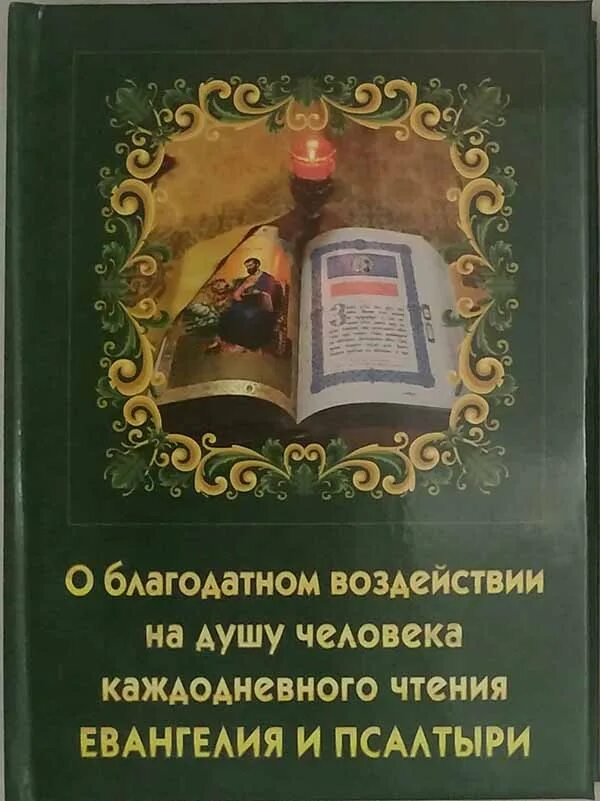 О благодатном воздействии
на душу человека
каждодневного чтения
ЕВАНГЕЛИЯ И ПСАЛТЫРИ